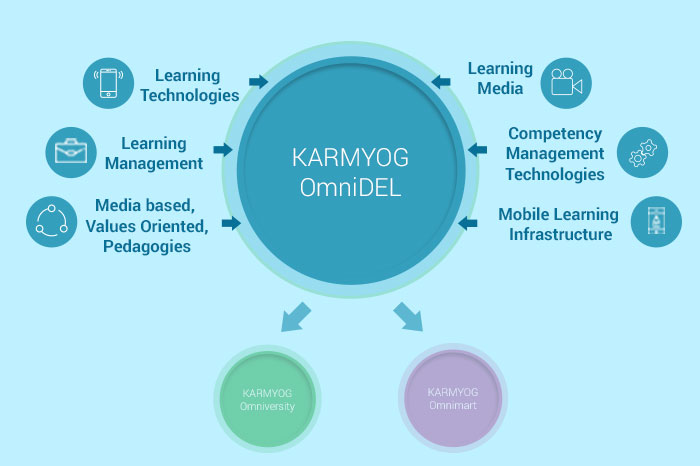 Learning
Technologies
Learning
Management
Media based,
Values Oriented,
Pedagogies
KARMYOG
OmniDEL
Learning
Media
Competency
Management
Technologies
Mobile Learning
Infrastructure
KARMYOG
Omniversity
KARMYOG
Omnimart